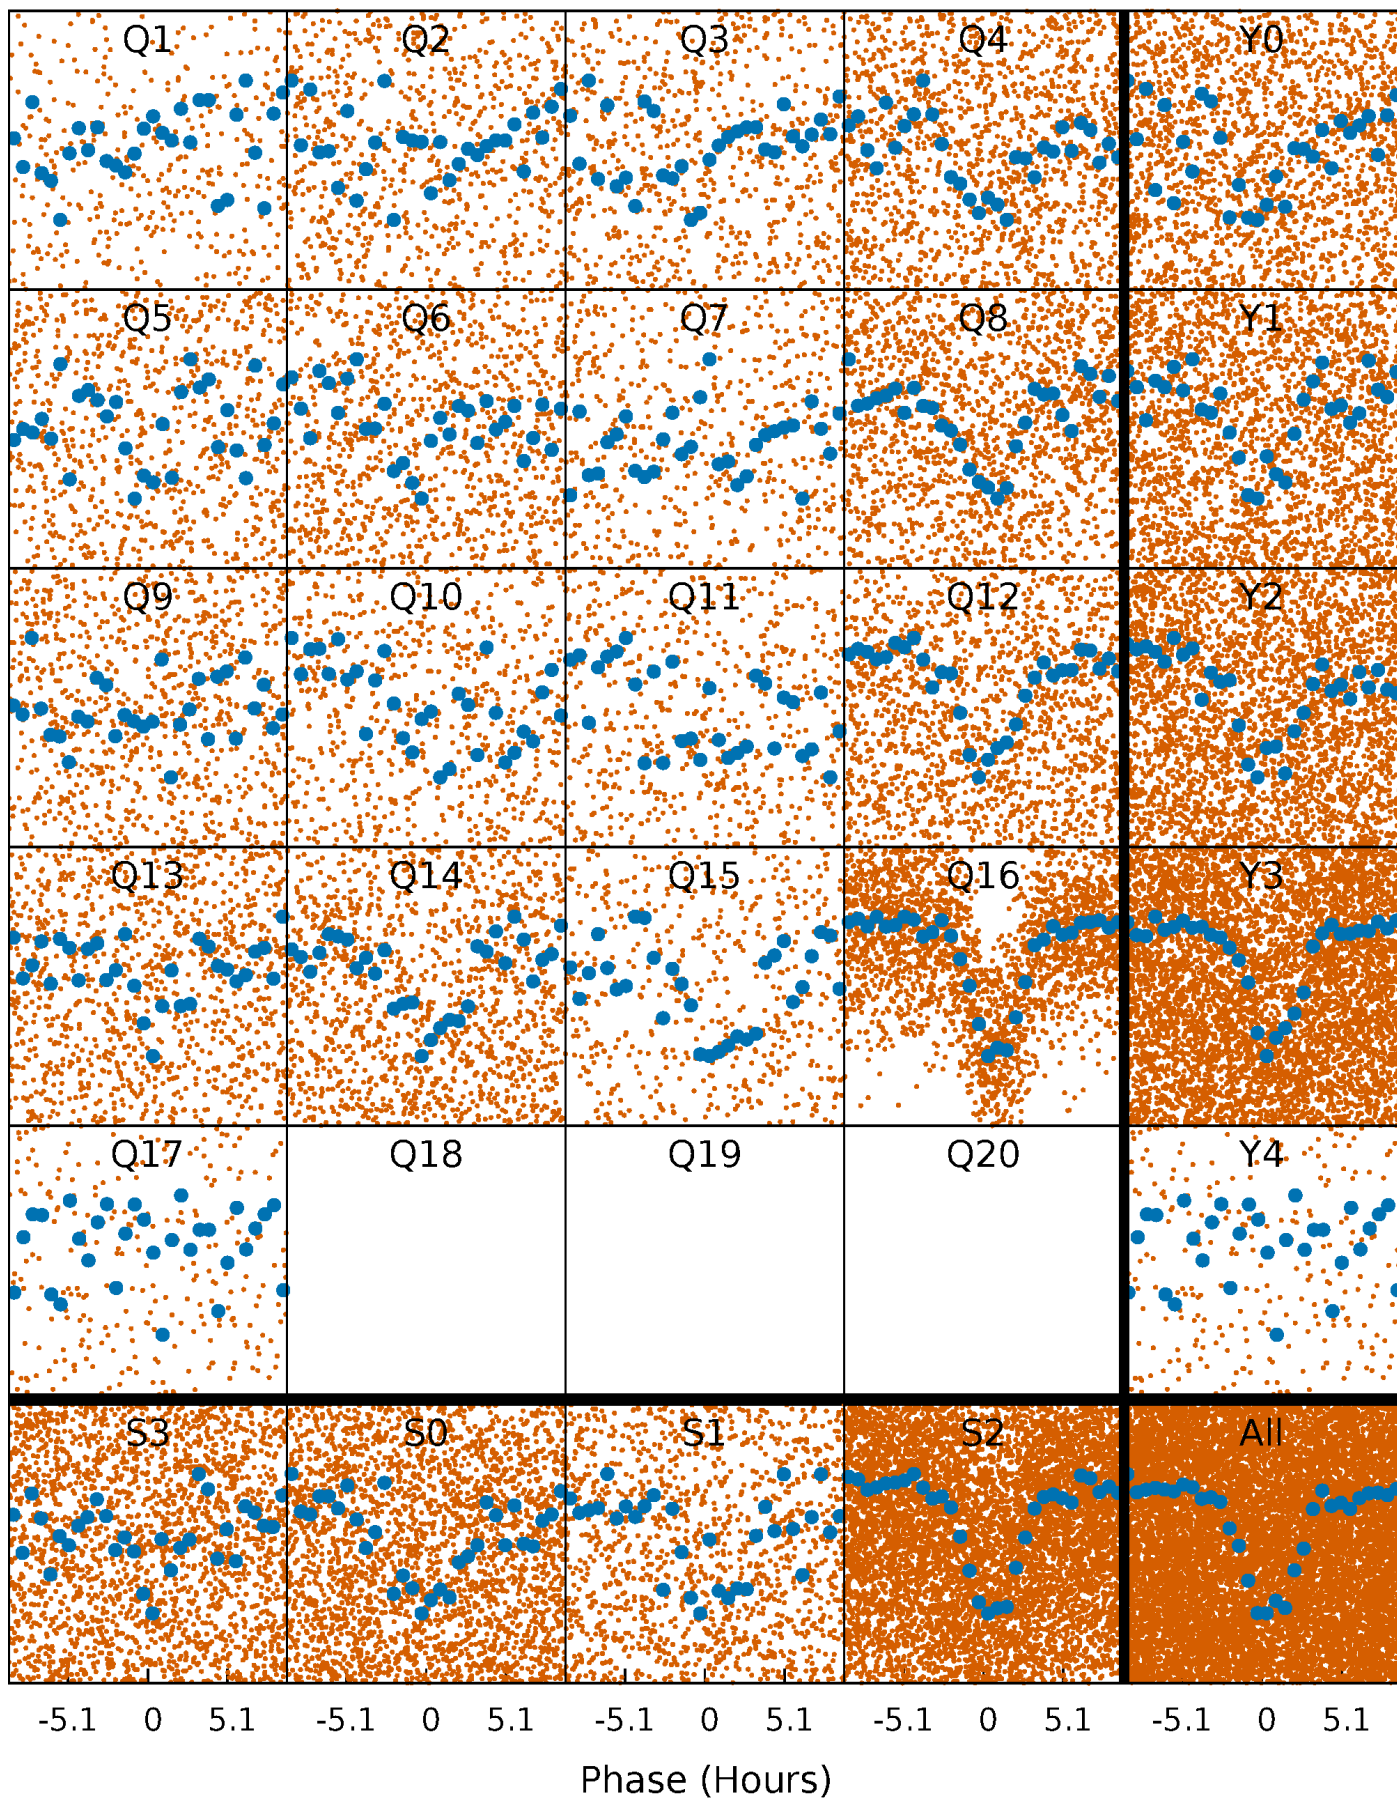 Q1 Q2 Q3 Q4 Y0
Q5 Q6 Q7 Q8 Y1
Q9 Q10 Q11 Q12 Y2
Q13 Q14 Q15 Q16 Y3
Q17 Q18 Q19 Q20 Y4
S3 S0 S1 S2 All
-5.1 0 5.1 -5.1 0 5.1 -5.1 0 5.1 -5.1 0 5.1 -5.1 0 5.1
Phase (Hours)